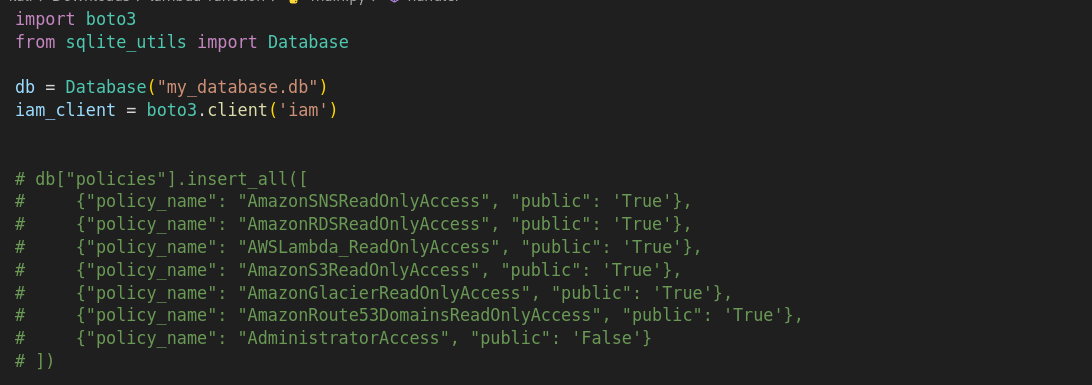 import boto3
from sqlite_utils import Database
db = Database("my_database.db")
iam_client = boto3.client('iam')
# db["policies"].insert_all([
#     {"policy_name": "AmazonSNSReadOnlyAccess", "public": 'True'},
#     {"policy_name": "AmazonRDSReadOnlyAccess", "public": 'True'},
#     {"policy_name": "AWSLambda_ReadOnlyAccess", "public": 'True'},
#     {"policy_name": "AmazonS3ReadOnlyAccess", "public": 'True'},
#     {"policy_name": "AmazonGlacierReadOnlyAccess", "public": 'True'},
#     {"policy_name": "AmazonRoute53DomainsReadOnlyAccess", "public": 'True'},
#     {"policy_name": "AdministratorAccess", "public": 'False'}
# ])